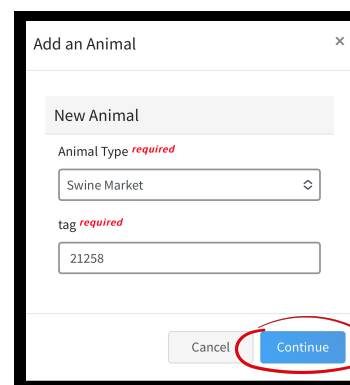 Add an Animal ×
New Animal
Animal Type required
Swine Market
tag required
21258
Cancel Continue